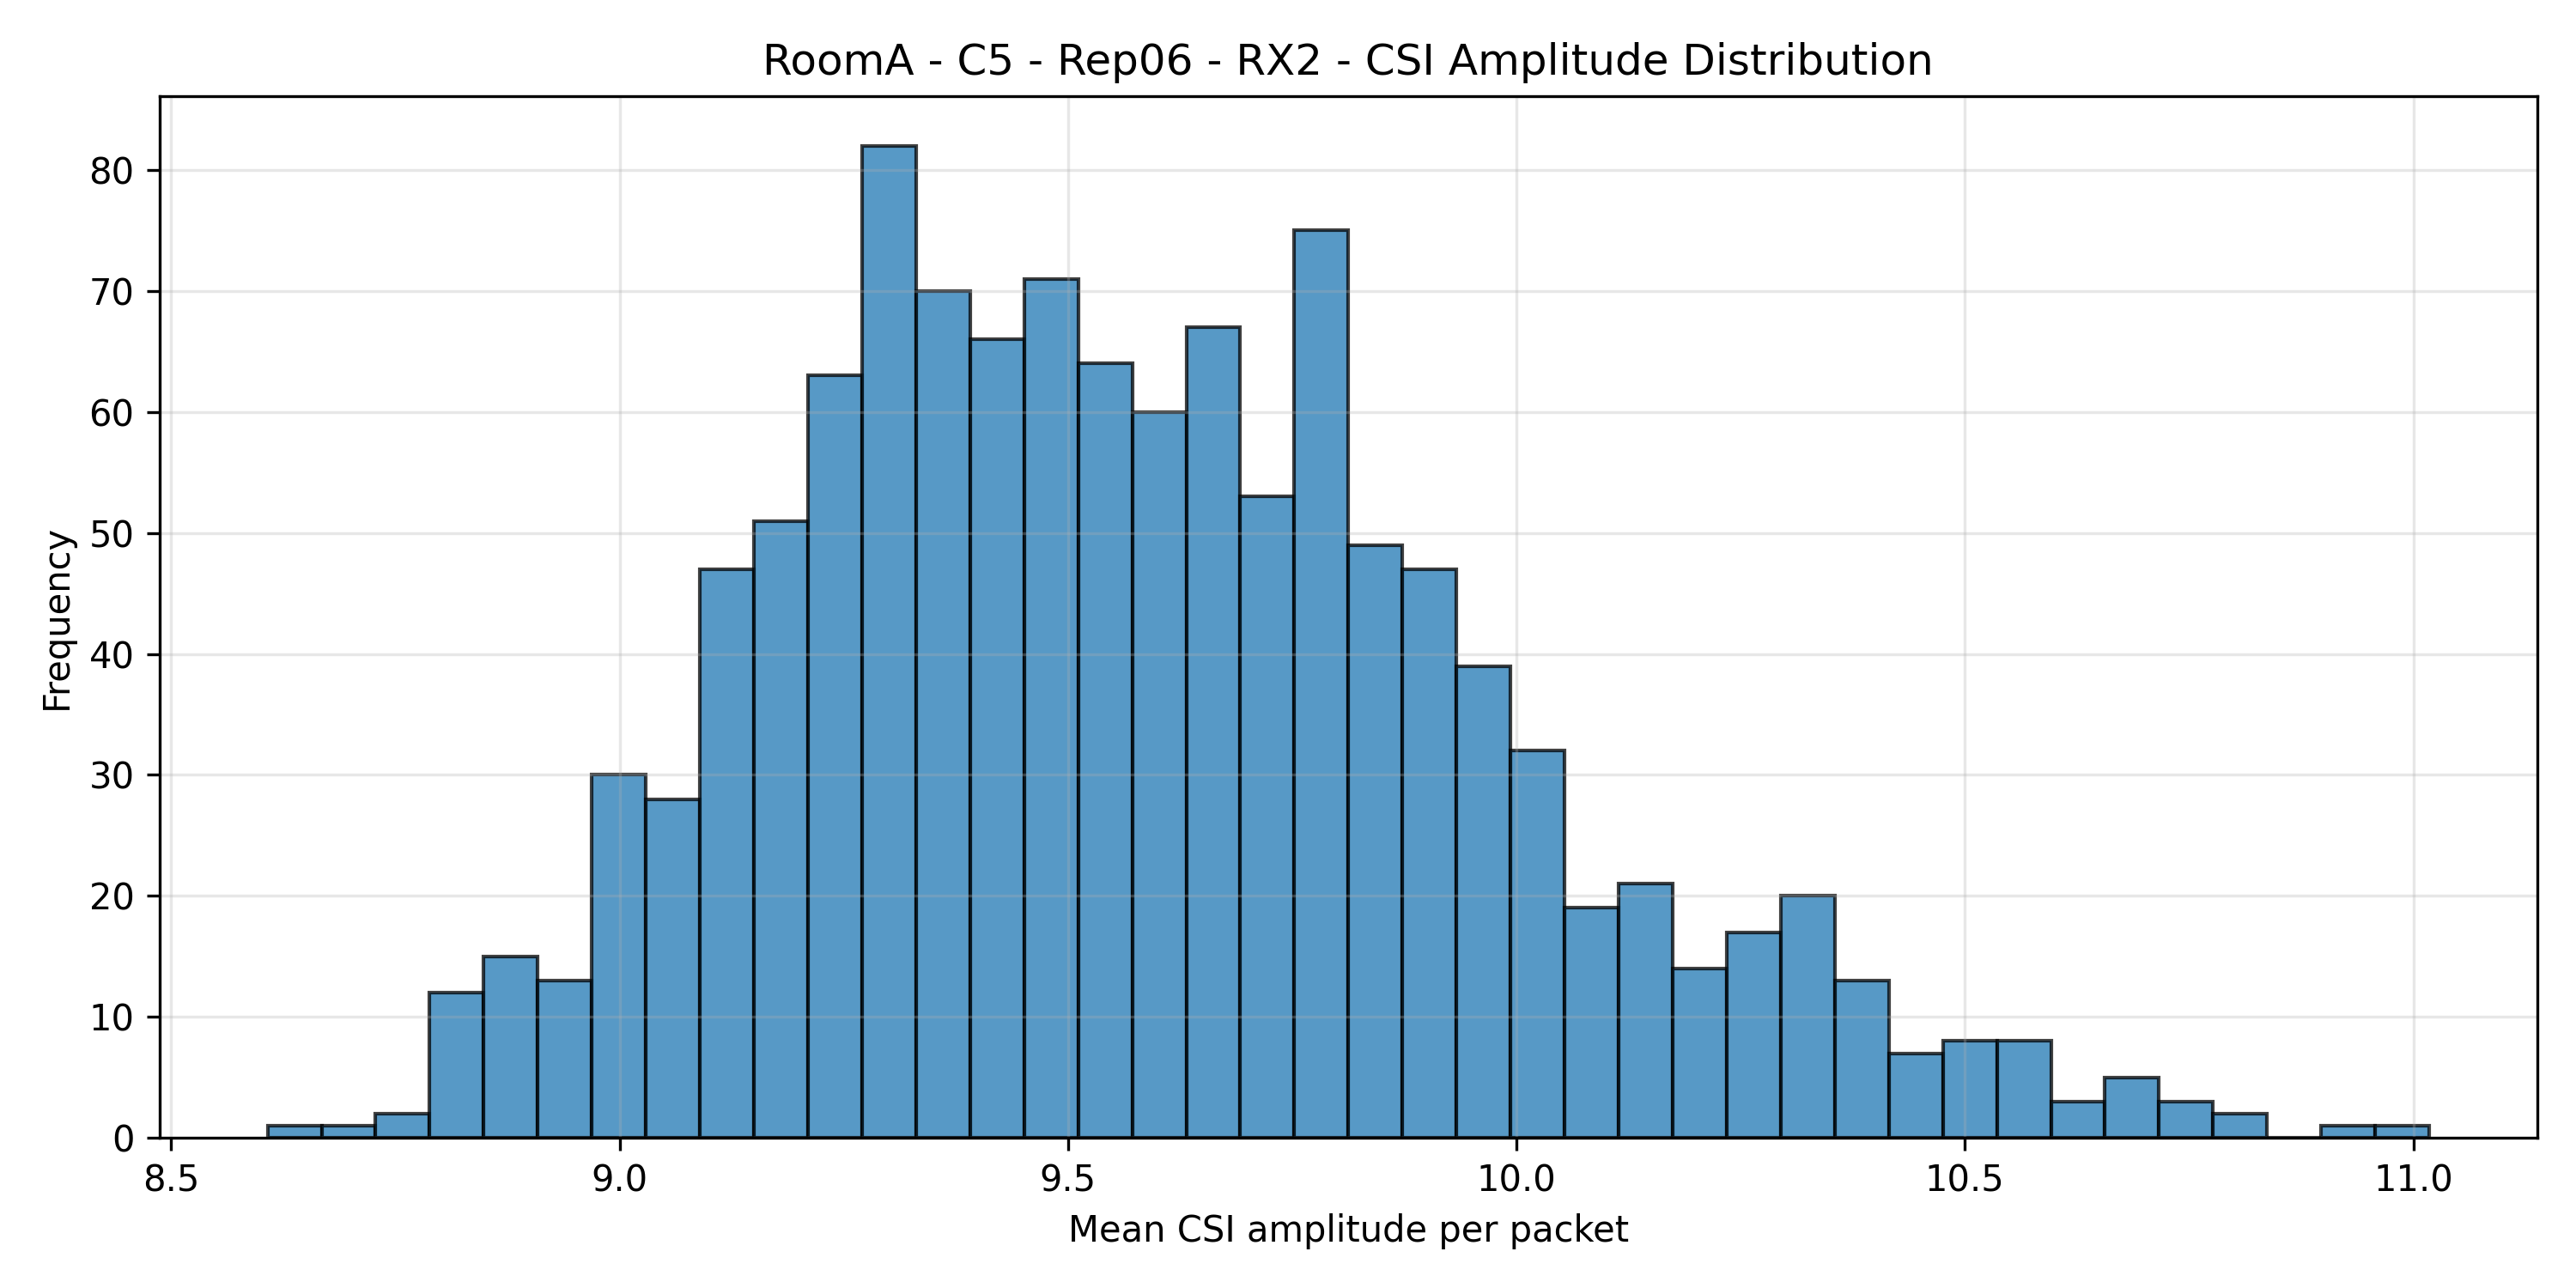 RoomA - C5 - Rep06 - RX2 - CSI Amplitude Distribution
Frequency
80
70
60
50
40
30
20
10
0
8.5 9.0 9.5 10.0 10.5 11.0
Mean CSI amplitude per packet